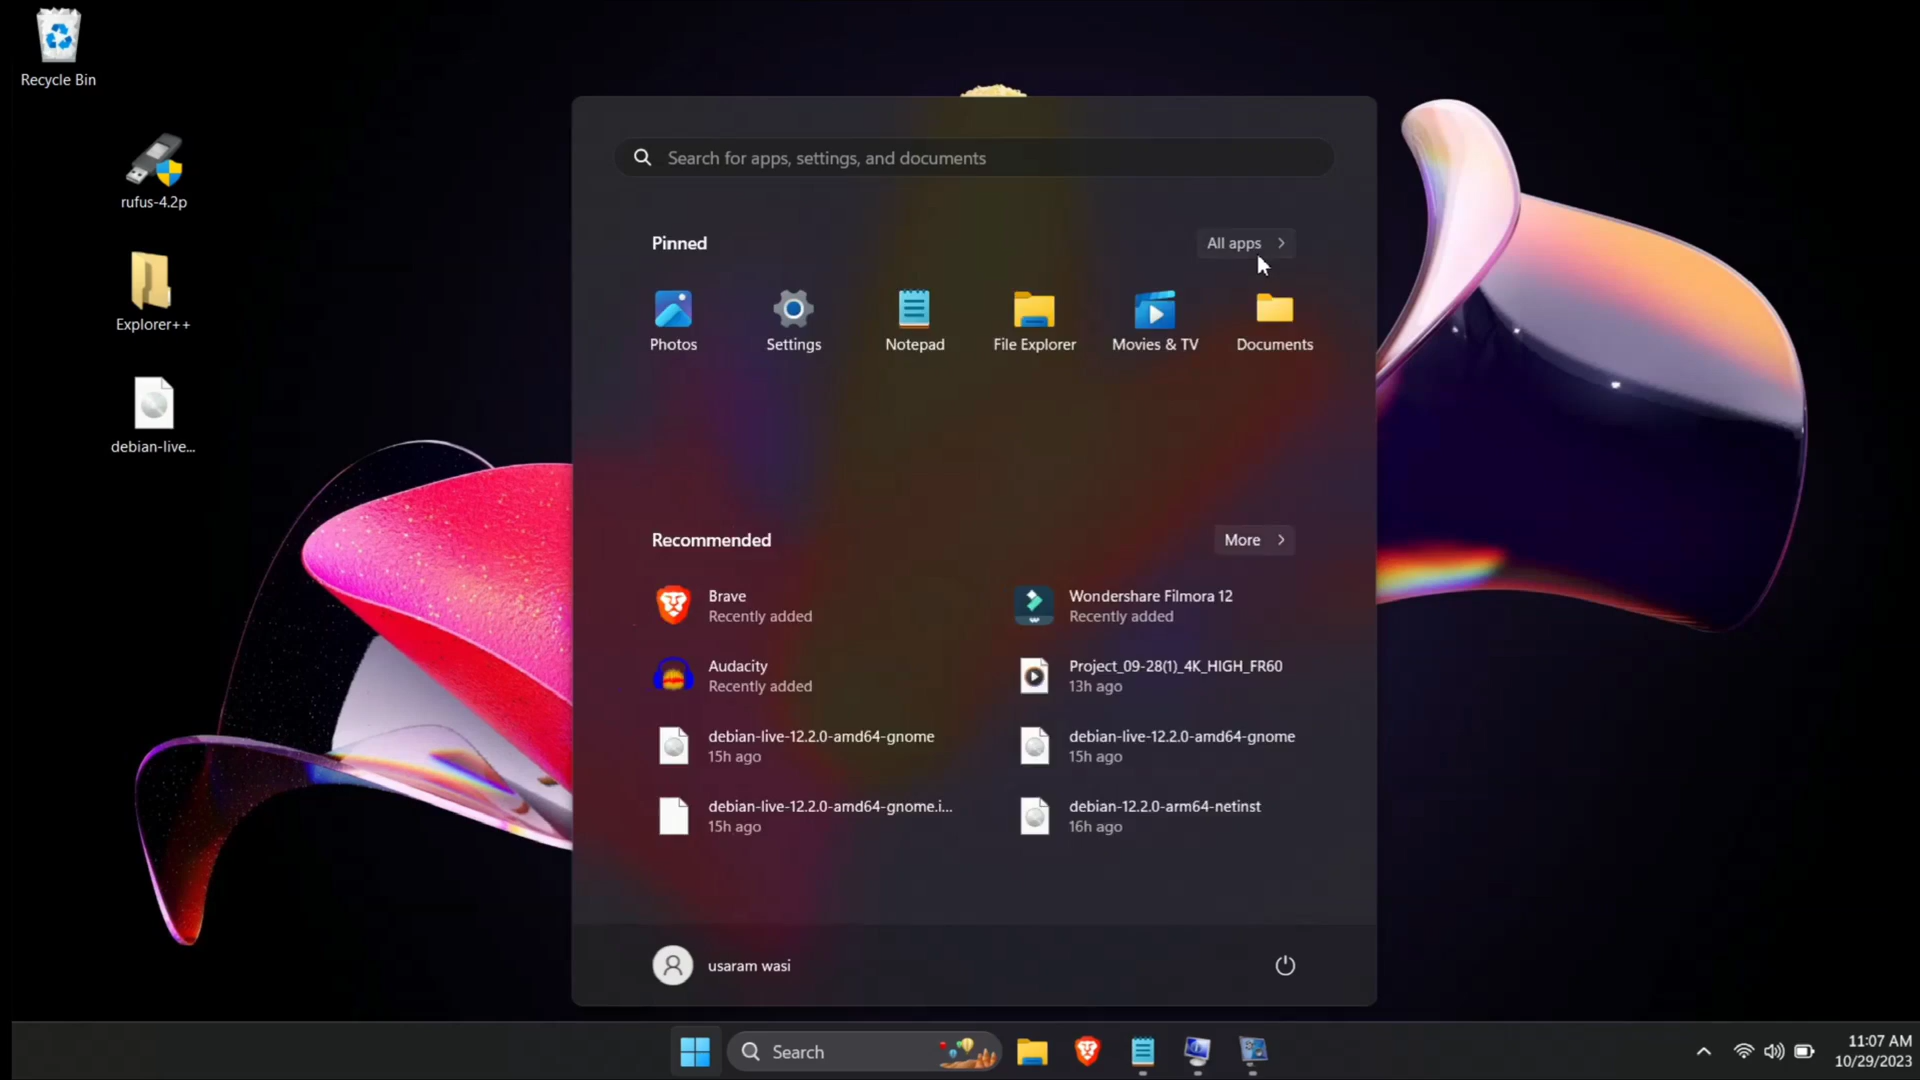 Recycle Bin
rufus-4.2p
Explorer++
debian-live...
Search for apps, settings, and documents
Pinned
All apps
Photos
Settings
Notepad
File Explorer
Movies & TV
Documents
Recommended
More
Brave
Recently added
Wondershare Filmora 12
Recently added
Audacity
Recently added
Project_09-28(1)_4K_HIGH_FR60
13h ago
debian-live-12.2.0-amd64-gnome
15h ago
debian-live-12.2.0-amd64-gnome
15h ago
debian-live-12.2.0-amd64-gnome.i...
15h ago
debian-12.2.0-arm64-netinst
16h ago
usaram wasi
Search
11:07 AM
10/29/2023